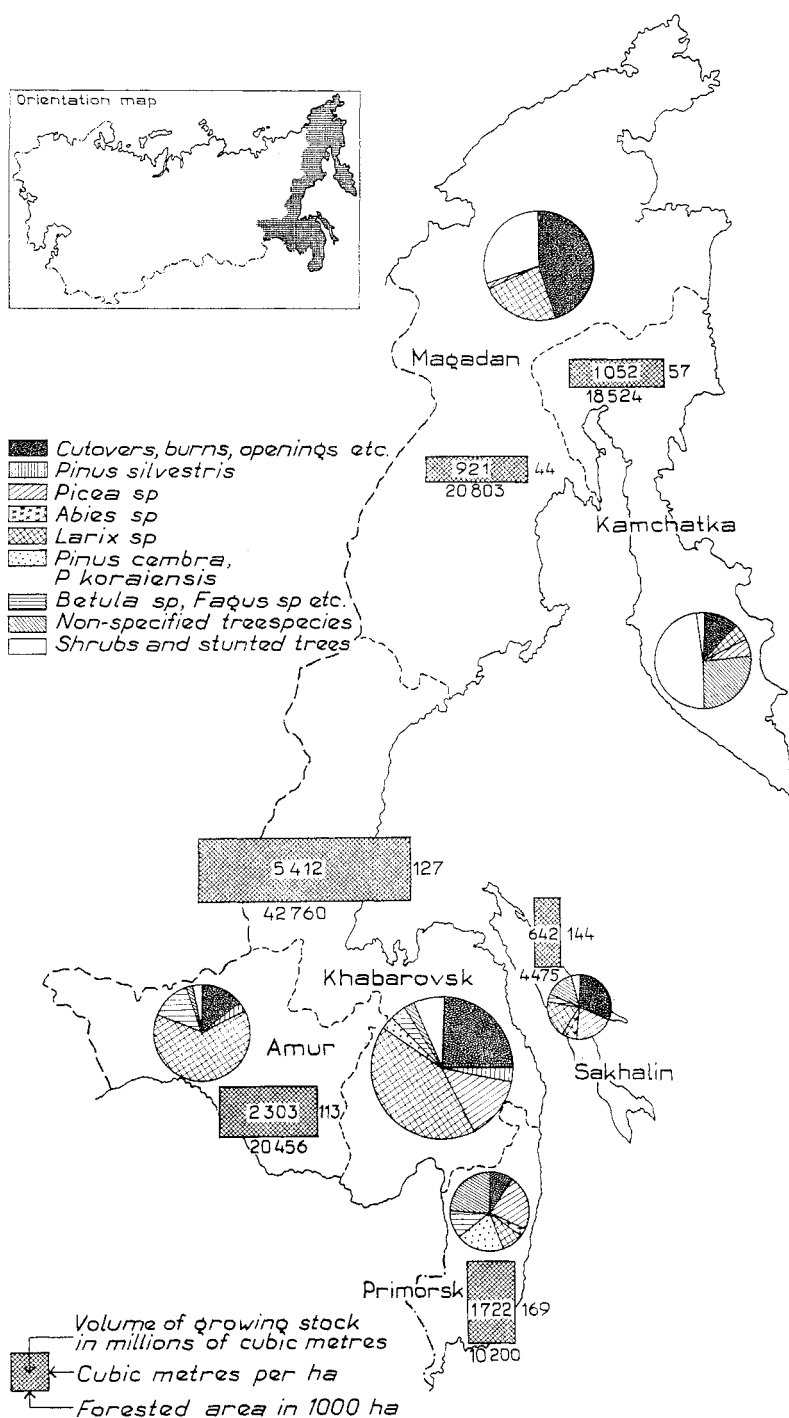 Orientation map
Magadan
1052 57
18524
921 44
20803
Kamchatka
Cutovers, burns, openings etc.
Pinus silvestris
Picea sp
Abies sp
Larix sp
Pinus cembra,
P koraiensis
Betula sp, Fagus sp etc.
Non-specified treespecies
Shrubs and stunted trees
5412 127
42760
642 144
4475
Khabarovsk
Amur
Sakhalin
2303 113
20456
Primorsk
1722 169
10200
Volume of growing stock
in millions of cubic metres
Cubic metres per ha
Forested area in 1000 ha